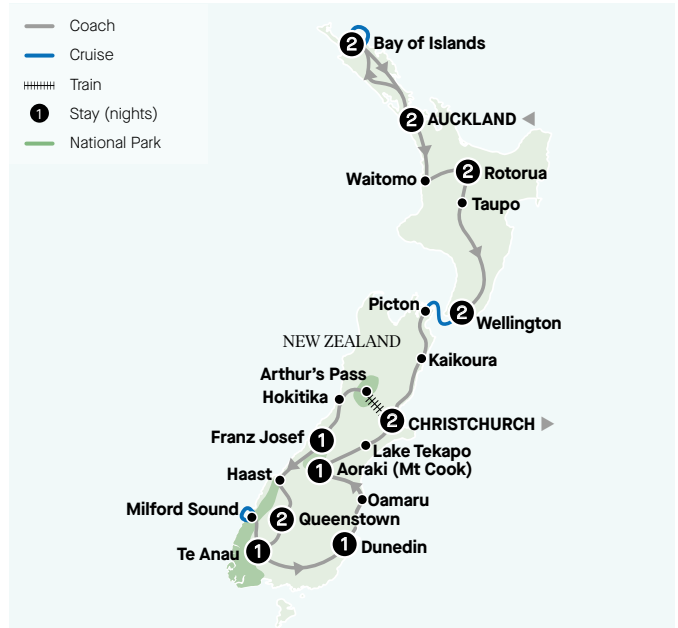 Coach
Cruise
Train
1 Stay (nights)
National Park
2 Bay of Islands
2 AUCKLAND
Waitomo
2 Rotorua
Taupo
Picton
2 Wellington
NEW ZEALAND
Kaikoura
Arthur's Pass
Hokitika
2 CHRISTCHURCH
Franz Josef 1
Lake Tekapo
1 Aoraki (Mt Cook)
Haast
Oamaru
Milford Sound
2 Queenstown
Te Anau 1
1 Dunedin